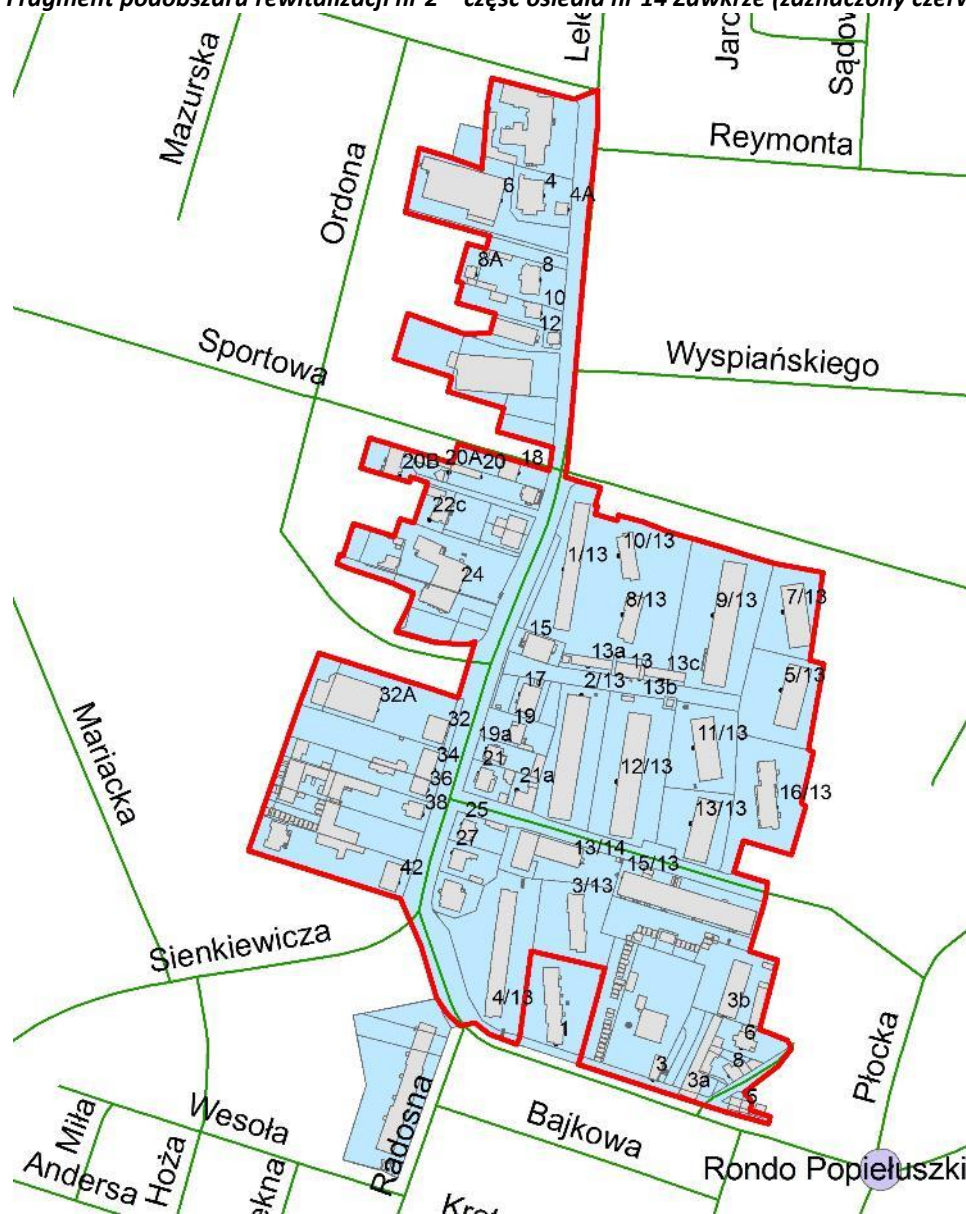 Fragment podobszaru rewitalizacji nr 2 – część osiedla nr 14 Zawkrze (zaznaczony czerw
Mazurska
Ordona
Lele
Jaro
Sądow
Reymonta
6
4
4A
8A
8
10
12
Sportowa
Wyspiańskiego
20B
20A
20
18
22c
24
10/13
1/13
8/13
9/13
7/13
15
13a
13
13c
5/13
2/13
13b
32A
32
17
19
19a
21
21a
11/13
34
36
38
12/13
16/13
13/13
Mariacka
25
27
13/14
15/13
42
3/13
Sienkiewicza
4/13
1
3b
6
8
3
3a
5
Płocka
Radosna
Wesoła
Miła
Andersa
Hoża
ękna
Bajkowa
Rondo Popiełuszki